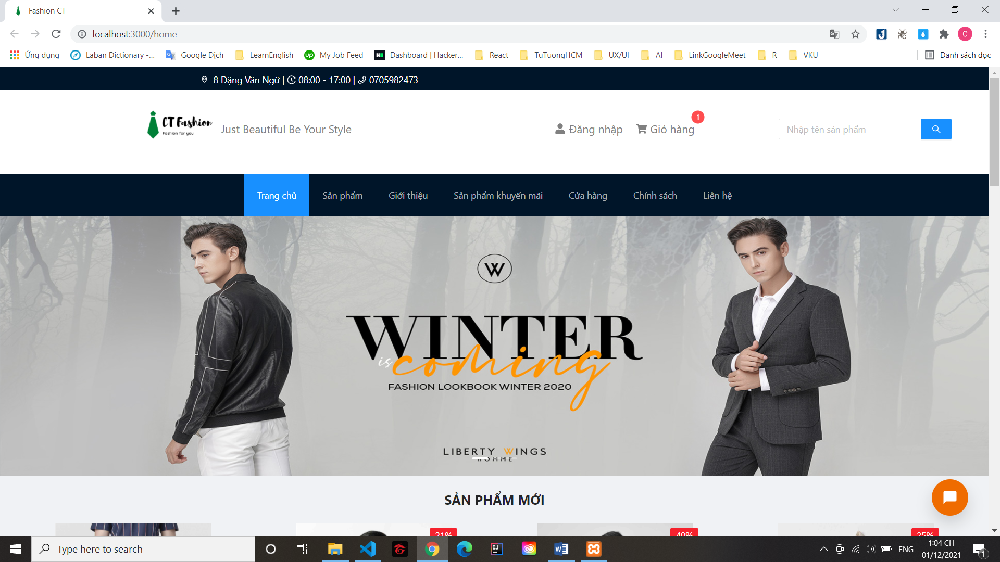 Fashion CT
localhost:3000/home
Ứng dụng
Laban Dictionary -...
Google Dịch
LearnEnglish
up
My Job Feed
Dashboard | Hacker...
React
TuTuongHCM
UX/UI
AI
LinkGoogleMeet
R
VKU
Danh sách đọc
C
8 Đặng Văn Ngữ | 08:00 - 17:00 | 0705982473
CT Fashion
Fashion for you
Just Beautiful Be Your Style
Đăng nhập
Giỏ hàng
1
Nhập tên sản phẩm
Trang chủ
Sản phẩm
Giới thiệu
Sản phẩm khuyến mãi
Cửa hàng
Chính sách
Liên hệ
W
WINTER
is coming
FASHION LOOKBOOK WINTER 2020
LIBERTY WINGS
HOMME
SẢN PHẨM MỚI
21%
40%
25%
Type here to search
ENG
1:04 CH
01/12/2021
1